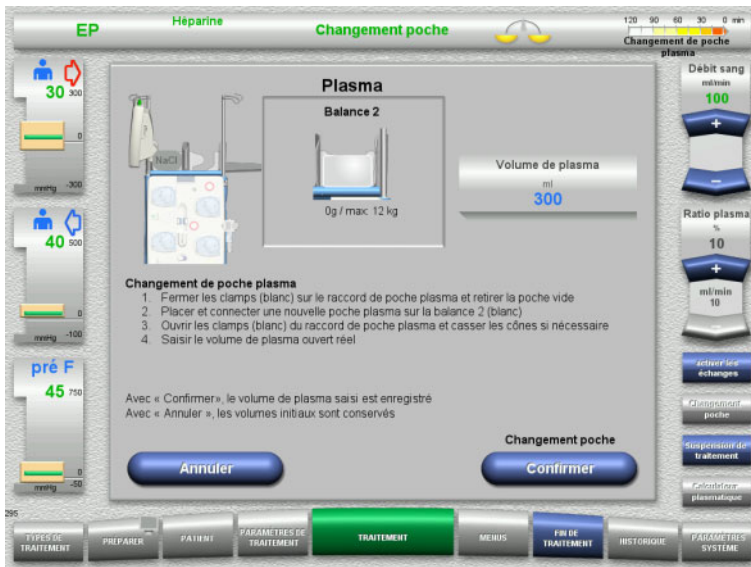 EP
Héparine
Changement poche
120 90 60 30 0 min
Changement de poche
plasma
30
300
0
mmHg -300
40
500
0
mmHg -100
pré F
45
750
0
mmHg -50
Plasma
NaCl
Balance 2
0g / max: 12 kg
Volume de plasma
ml
300
Changement de poche plasma
1. Fermer les clamps (blanc) sur le raccord de poche plasma et retirer la poche vide
2. Placer et connecter une nouvelle poche plasma sur la balance 2 (blanc)
3. Ouvrir les clamps (blanc) du raccord de poche plasma et casser les cônes si nécessaire
4. Saisir le volume de plasma ouvert réel
Avec « Confirmer», le volume de plasma saisi est enregistré
Avec « Annuler », les volumes initiaux sont conservés
Annuler
Changement poche
Confirmer
Débit sang
ml/min
100
+
–
Ratio plasma
%
10
+
ml/min
10
–
activer les
échanges
Changement
poche
Suspension de
traitement
Calculateur
plasmatique
295
TYPES DE
TRAITEMENT
PRÉPARER
PATIENT
PARAMÈTRES DE
TRAITEMENT
TRAITEMENT
MENUS
FIN DE
TRAITEMENT
HISTORIQUE
PARAMÈTRES
SYSTÈME